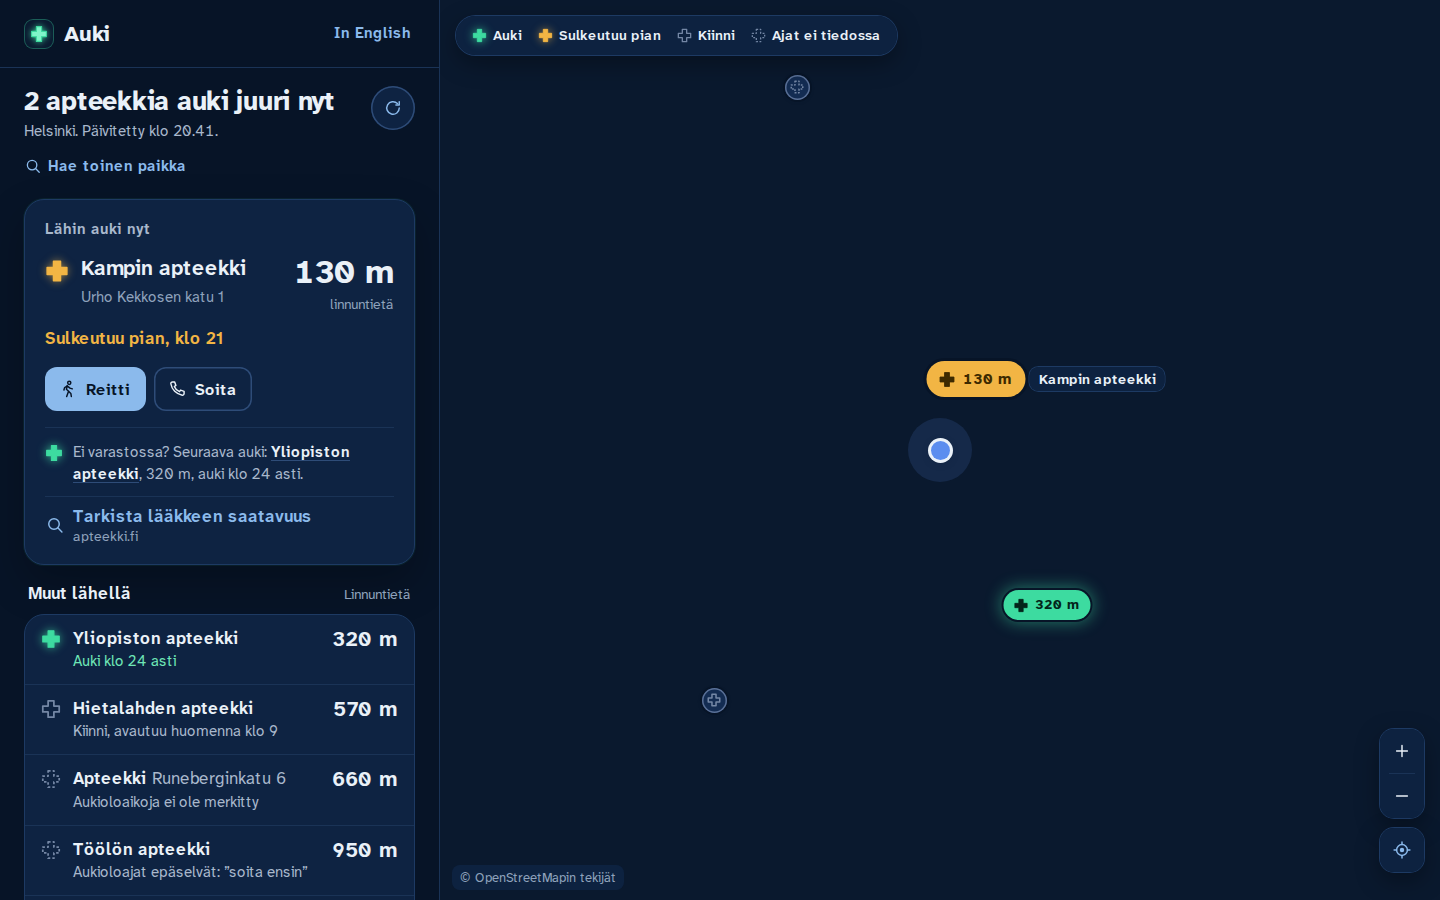 Auki
In English
2 apteekkia auki juuri nyt
Helsinki. Päivitetty klo 20.41.
Hae toinen paikka
Lähin auki nyt
Kampin apteekki
130 m
Urho Kekkosen katu 1
linnuntietä
Sulkeutuu pian, klo 21
Reitti
Soita
Ei varastossa? Seuraava auki: Yliopiston
apteekki, 320 m, auki klo 24 asti.
Tarkista lääkkeen saatavuus
apteekki.fi
Muut lähellä
Linnuntietä
Yliopiston apteekki
320 m
Auki klo 24 asti
Hietalahden apteekki
570 m
Kiinni, avautuu huomenna klo 9
Apteekki Runeberginkatu 6
660 m
Aukioloaikoja ei ole merkitty
Töölön apteekki
950 m
Aukioloajat epäselvät: ”soita ensin”
Auki
Sulkeutuu pian
Kiinni
Ajat ei tiedossa
130 m
Kampin apteekki
320 m
+
−
© OpenStreetMapin tekijät